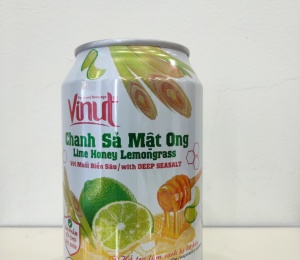 Vinut
Chanh Sả Mật Ong
Lime Honey Lemongrass
Với Muối Biển Sâu / with DEEP SEASALT